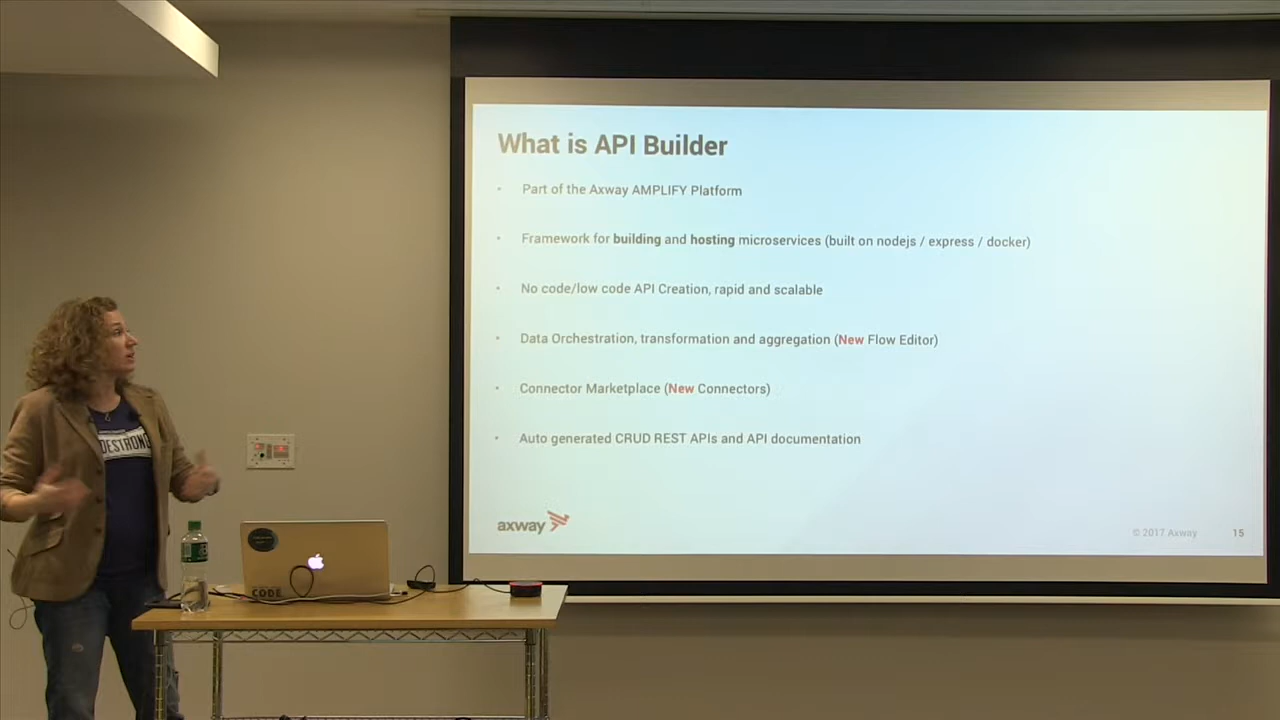 What is API Builder
• Part of the Axway AMPLIFY Platform
• Framework for building and hosting microservices (built on nodejs / express / docker)
• No code/low code API Creation, rapid and scalable
• Data Orchestration, transformation and aggregation (New Flow Editor)
• Connector Marketplace (New Connectors)
• Auto generated CRUD REST APIs and API documentation
axway
© 2017 Axway 15
DESTRONG
CODE